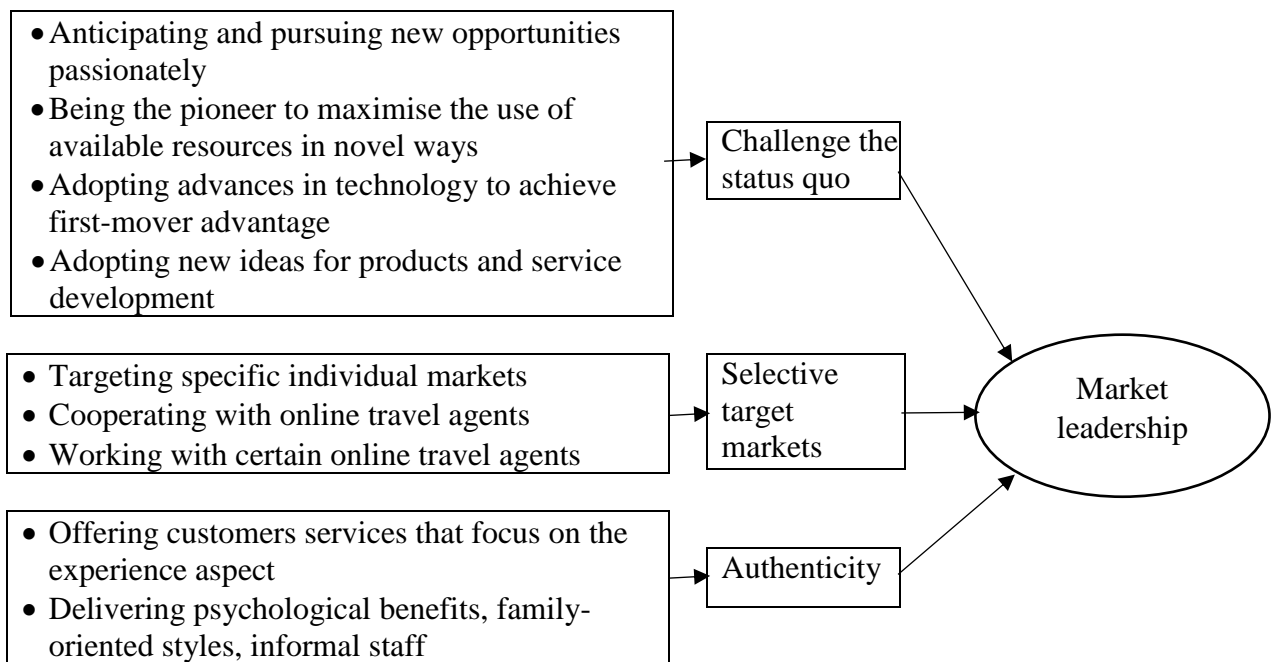 • Anticipating and pursuing new opportunities
passionately
• Being the pioneer to maximise the use of
available resources in novel ways
• Adopting advances in technology to achieve
first-mover advantage
• Adopting new ideas for products and service
development
Challenge the
status quo
• Targeting specific individual markets
• Cooperating with online travel agents
• Working with certain online travel agents
Selective
target
markets
Market
leadership
• Offering customers services that focus on the
experience aspect
• Delivering psychological benefits, family-
oriented styles, informal staff
Authenticity